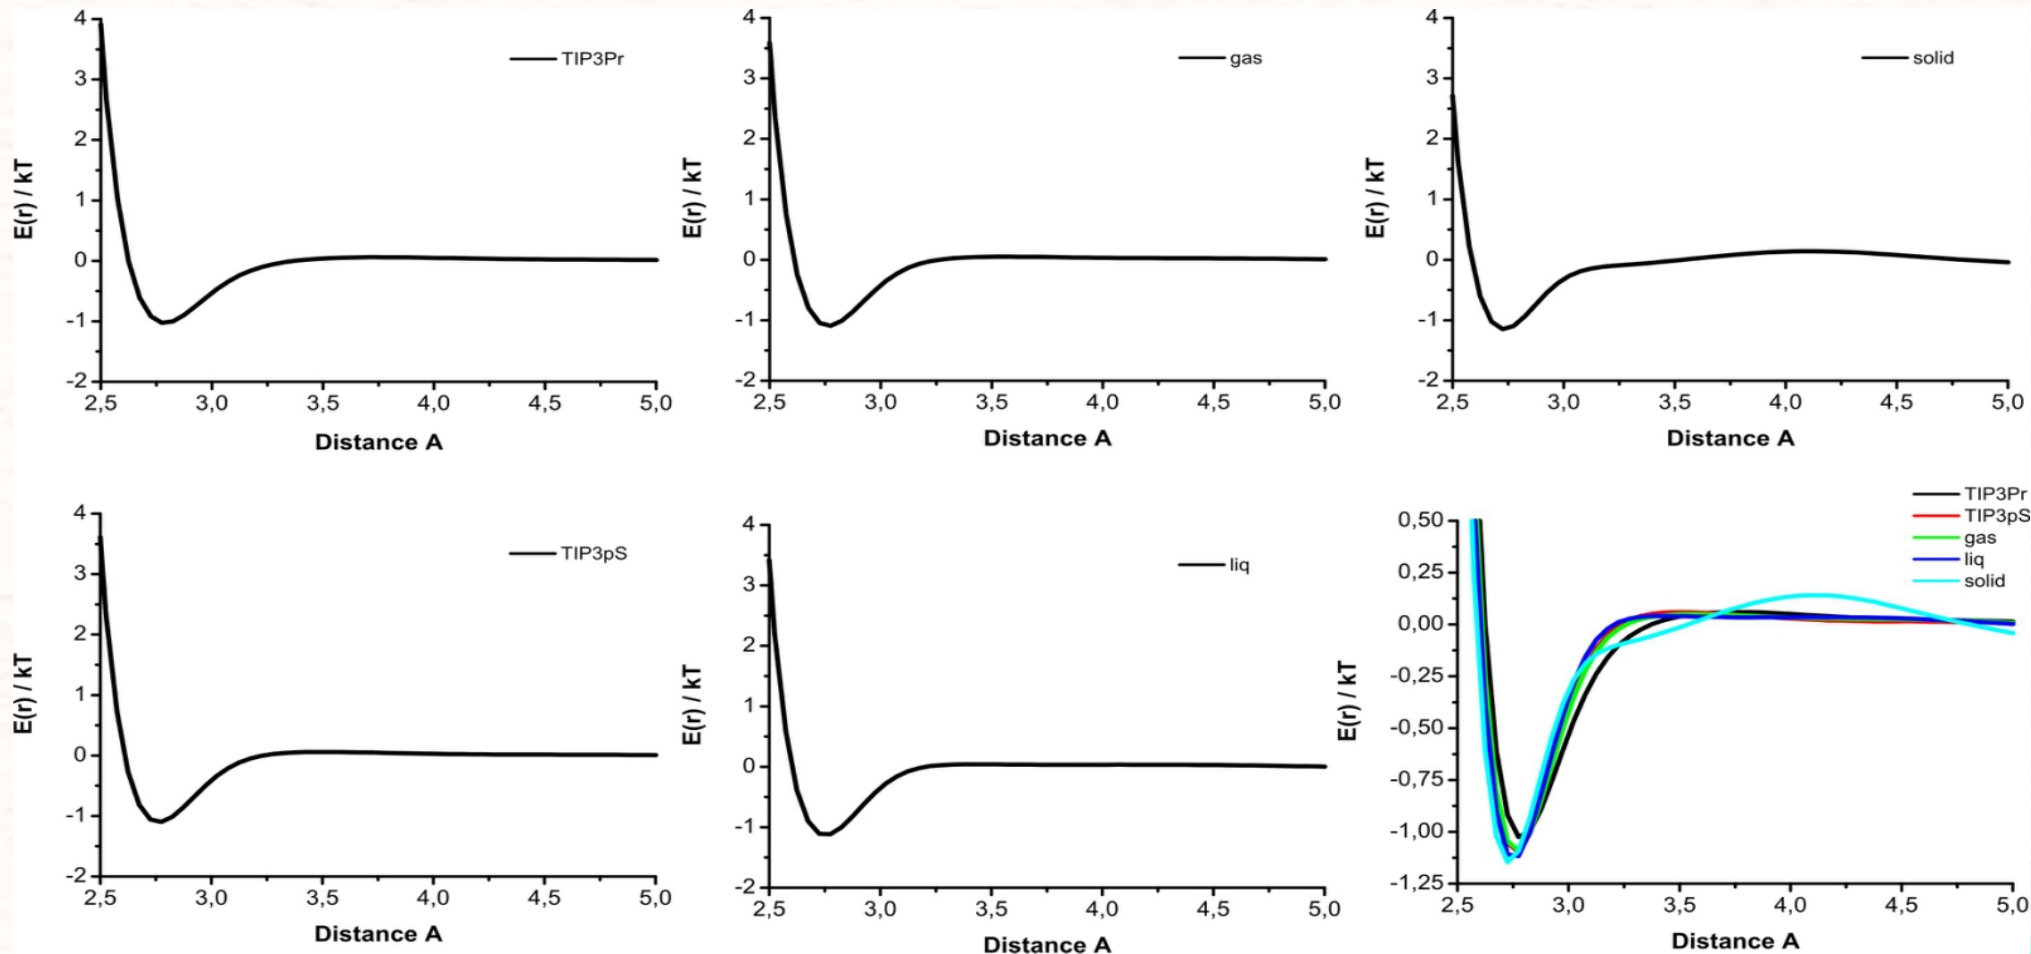 4
3
2
1
0
-1
-2
E(r) / kT
TIP3Pr
2,5 3,0 3,5 4,0 4,5 5,0
Distance A
4
3
2
1
0
-1
-2
E(r) / kT
gas
2,5 3,0 3,5 4,0 4,5 5,0
Distance A
4
3
2
1
0
-1
-2
E(r) / kT
solid
2,5 3,0 3,5 4,0 4,5 5,0
Distance A
4
3
2
1
0
-1
-2
E(r) / kT
TIP3pS
2,5 3,0 3,5 4,0 4,5 5,0
Distance A
4
3
2
1
0
-1
-2
E(r) / kT
liq
2,5 3,0 3,5 4,0 4,5 5,0
Distance A
TIP3Pr
TIP3pS
gas
liq
solid
0,50
0,25
0,00
-0,25
-0,50
-0,75
-1,00
-1,25
E(r) / kT
2,5 3,0 3,5 4,0 4,5 5,0
Distance A